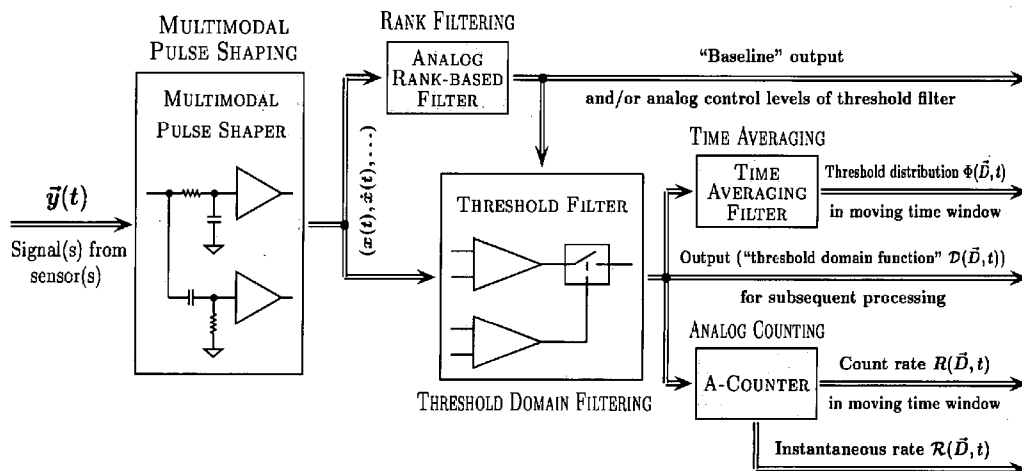 MULTIMODAL
PULSE SHAPING
MULTIMODAL
PULSE SHAPER
y⃗(t)
Signal(s) from
sensor(s)
(x(t), ẋ(t), ···)
RANK FILTERING
ANALOG
RANK-BASED
FILTER
"Baseline" output
and/or analog control levels of threshold filter
THRESHOLD FILTER
THRESHOLD DOMAIN FILTERING
TIME AVERAGING
TIME
AVERAGING
FILTER
Threshold distribution Φ(D⃗, t)
in moving time window
Output ("threshold domain function" 𝒟(D⃗, t))
for subsequent processing
ANALOG COUNTING
A-COUNTER
Count rate R(D⃗, t)
in moving time window
Instantaneous rate ℛ(D⃗, t)